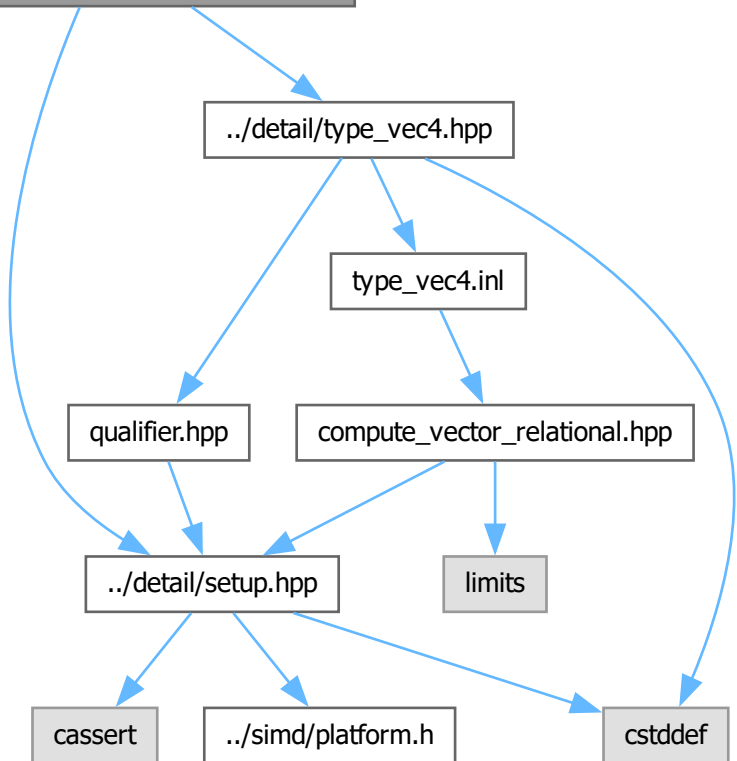 ../detail/type_vec4.hpp
type_vec4.inl
qualifier.hpp
compute_vector_relational.hpp
../detail/setup.hpp
limits
cassert
../simd/platform.h
cstddef